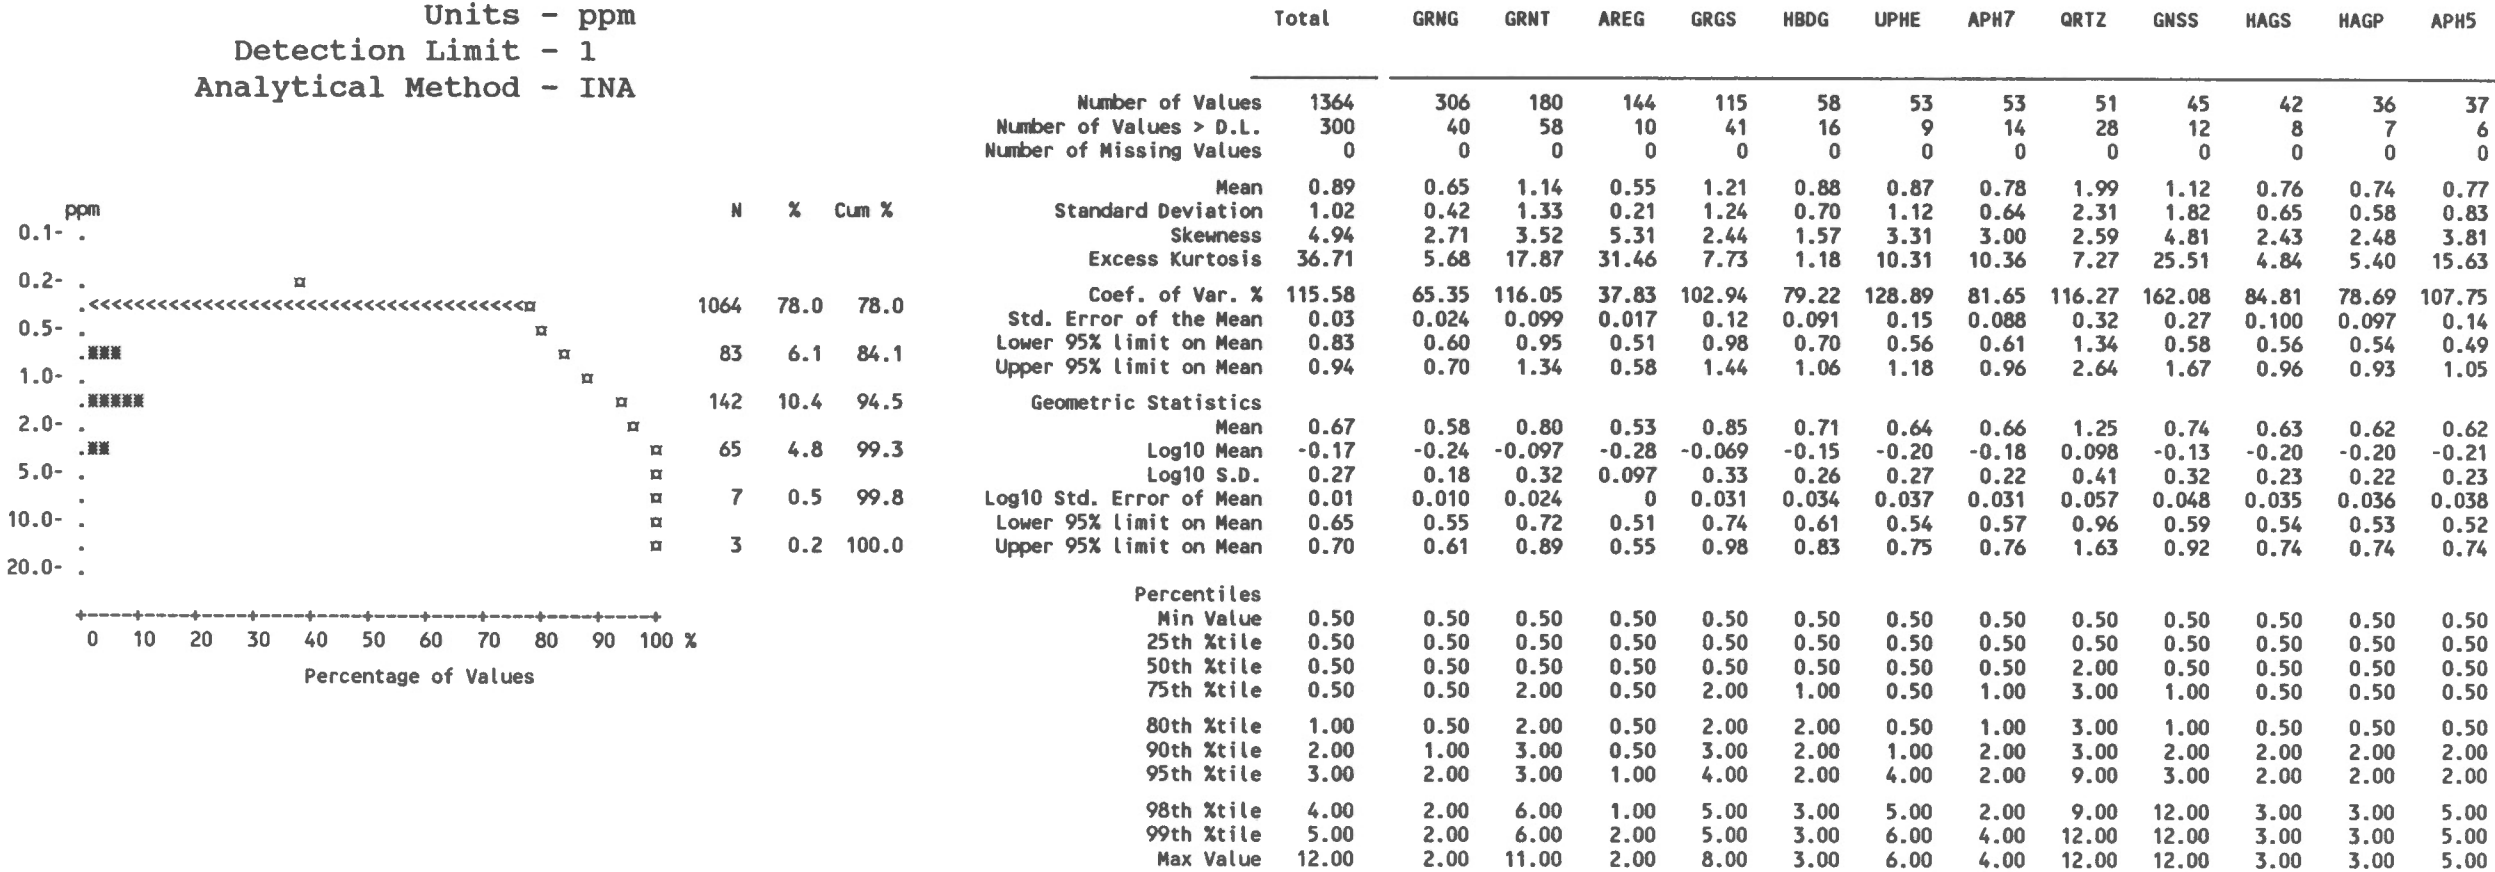 Units - ppm
Detection Limit - 1
Analytical Method - INA
ppm N % Cum %
0.1-
0.2- ¤
<<<<<<<<<<<<<<<<<<<<<<<<<<<<<<<<<<<<<<¤ 1064 78.0 78.0
0.5- ¤
.*** ¤ 83 6.1 84.1
1.0- ¤
.***** ¤ 142 10.4 94.5
2.0- ¤
.** ¤ 65 4.8 99.3
5.0- ¤
¤ 7 0.5 99.8
10.0- ¤
¤ 3 0.2 100.0
20.0-
0 10 20 30 40 50 60 70 80 90 100 %
Percentage of Values
Total GRNG GRNT AREG GRGS HBDG UPHE APH7 QRTZ GNSS HAGS HAGP APH5
Number of Values 1364 306 180 144 115 58 53 53 51 45 42 36 37
Number of Values > D.L. 300 40 58 10 41 16 9 14 28 12 8 7 6
Number of Missing Values 0 0 0 0 0 0 0 0 0 0 0 0 0
Mean 0.89 0.65 1.14 0.55 1.21 0.88 0.87 0.78 1.99 1.12 0.76 0.74 0.77
Standard Deviation 1.02 0.42 1.33 0.21 1.24 0.70 1.12 0.64 2.31 1.82 0.65 0.58 0.83
Skewness 4.94 2.71 3.52 5.31 2.44 1.57 3.31 3.00 2.59 4.81 2.43 2.48 3.81
Excess Kurtosis 36.71 5.68 17.87 31.46 7.73 1.18 10.31 10.36 7.27 25.51 4.84 5.40 15.63
Coef. of Var. % 115.58 65.35 116.05 37.83 102.94 79.22 128.89 81.65 116.27 162.08 84.81 78.69 107.75
Std. Error of the Mean 0.03 0.024 0.099 0.017 0.12 0.091 0.15 0.088 0.32 0.27 0.100 0.097 0.14
Lower 95% limit on Mean 0.83 0.60 0.95 0.51 0.98 0.70 0.56 0.61 1.34 0.58 0.56 0.54 0.49
Upper 95% limit on Mean 0.94 0.70 1.34 0.58 1.44 1.06 1.18 0.96 2.64 1.67 0.96 0.93 1.05
Geometric Statistics
Mean 0.67 0.58 0.80 0.53 0.85 0.71 0.64 0.66 1.25 0.74 0.63 0.62 0.62
Log10 Mean -0.17 -0.24 -0.097 -0.28 -0.069 -0.15 -0.20 -0.18 0.098 -0.13 -0.20 -0.20 -0.21
Log10 S.D. 0.27 0.18 0.32 0.097 0.33 0.26 0.27 0.22 0.41 0.32 0.23 0.22 0.23
Log10 Std. Error of Mean 0.01 0.010 0.024 0 0.031 0.034 0.037 0.031 0.057 0.048 0.035 0.036 0.038
Lower 95% limit on Mean 0.65 0.55 0.72 0.51 0.74 0.61 0.54 0.57 0.96 0.59 0.54 0.53 0.52
Upper 95% limit on Mean 0.70 0.61 0.89 0.55 0.98 0.83 0.75 0.76 1.63 0.92 0.74 0.74 0.74
Percentiles
Min Value 0.50 0.50 0.50 0.50 0.50 0.50 0.50 0.50 0.50 0.50 0.50 0.50 0.50
25th %tile 0.50 0.50 0.50 0.50 0.50 0.50 0.50 0.50 0.50 0.50 0.50 0.50 0.50
50th %tile 0.50 0.50 0.50 0.50 0.50 0.50 0.50 0.50 2.00 0.50 0.50 0.50 0.50
75th %tile 0.50 0.50 2.00 0.50 2.00 1.00 0.50 1.00 3.00 1.00 0.50 0.50 0.50
80th %tile 1.00 0.50 2.00 0.50 2.00 2.00 0.50 1.00 3.00 1.00 0.50 0.50 0.50
90th %tile 2.00 1.00 3.00 0.50 3.00 2.00 1.00 2.00 3.00 2.00 2.00 2.00 2.00
95th %tile 3.00 2.00 3.00 1.00 4.00 2.00 4.00 2.00 9.00 3.00 2.00 2.00 2.00
98th %tile 4.00 2.00 6.00 1.00 5.00 3.00 5.00 2.00 9.00 12.00 3.00 3.00 5.00
99th %tile 5.00 2.00 6.00 2.00 5.00 3.00 6.00 4.00 12.00 12.00 3.00 3.00 5.00
Max Value 12.00 2.00 11.00 2.00 8.00 3.00 6.00 4.00 12.00 12.00 3.00 3.00 5.00